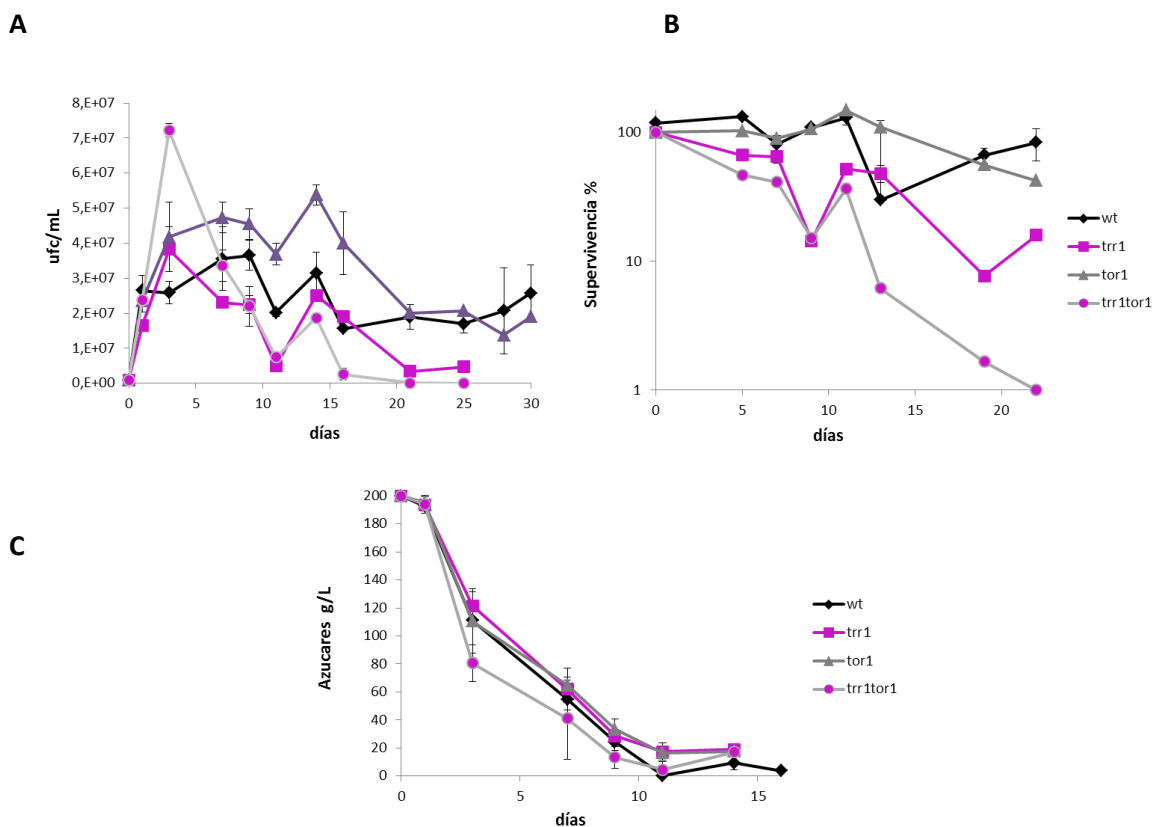 A
B
ufc/mL
8,E+07
7,E+07
6,E+07
5,E+07
4,E+07
3,E+07
2,E+07
1,E+07
0,E+00
0 5 10 15 20 25 30
días
Supervivencia %
100
10
1
0 5 10 15 20
días
wt
trr1
tor1
trr1tor1
C
Azucares g/L
200
180
160
140
120
100
80
60
40
20
0
0 5 10 15
días
wt
trr1
tor1
trr1tor1